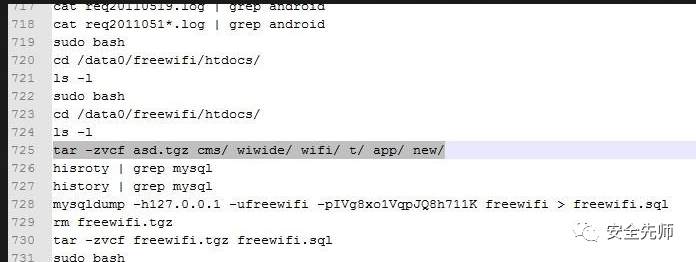 717 cat req20110519.log | grep android
718 cat req2011051*.log | grep android
719 sudo bash
720 cd /data0/freewifi/htdocs/
721 ls -l
722 sudo bash
723 cd /data0/freewifi/htdocs/
724 ls -l
725 tar -zvcf asd.tgz cms/ wiwide/ wifi/ t/ app/ new/
726 hisroty | grep mysql
727 history | grep mysql
728 mysqldump -h127.0.0.1 -ufreewifi -pIVg8xo1VqpJQ8h711K freewifi > freewifi.sql
729 rm freewifi.tgz
730 tar -zvcf freewifi.tgz freewifi.sql
731 sudo bash
安全先师